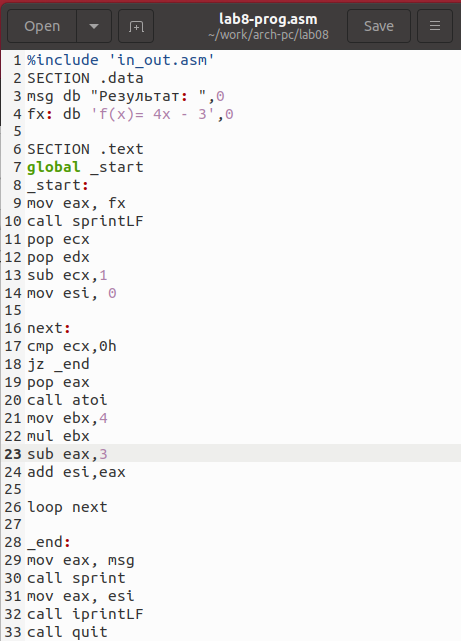 Open
lab8-prog.asm
~/work/arch-pc/lab08
Save
1 %include 'in_out.asm'
2 SECTION .data
3 msg db "Результат: ",0
4 fx: db 'f(x)= 4x - 3',0
5
6 SECTION .text
7 global _start
8 _start:
9 mov eax, fx
10 call sprintLF
11 pop ecx
12 pop edx
13 sub ecx,1
14 mov esi, 0
15
16 next:
17 cmp ecx,0h
18 jz _end
19 pop eax
20 call atoi
21 mov ebx,4
22 mul ebx
23 sub eax,3
24 add esi,eax
25
26 loop next
27
28 _end:
29 mov eax, msg
30 call sprint
31 mov eax, esi
32 call iprintLF
33 call quit